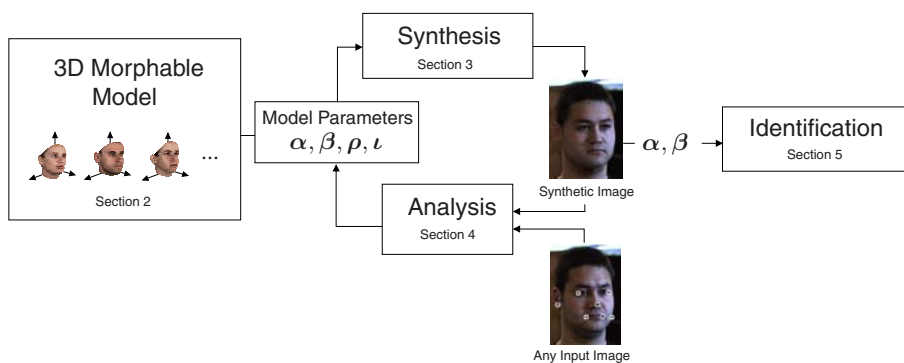 3D Morphable
Model
...
Section 2
Model Parameters
α, β, ρ, ι
Synthesis
Section 3
Synthetic Image
α, β
Identification
Section 5
Analysis
Section 4
Any Input Image